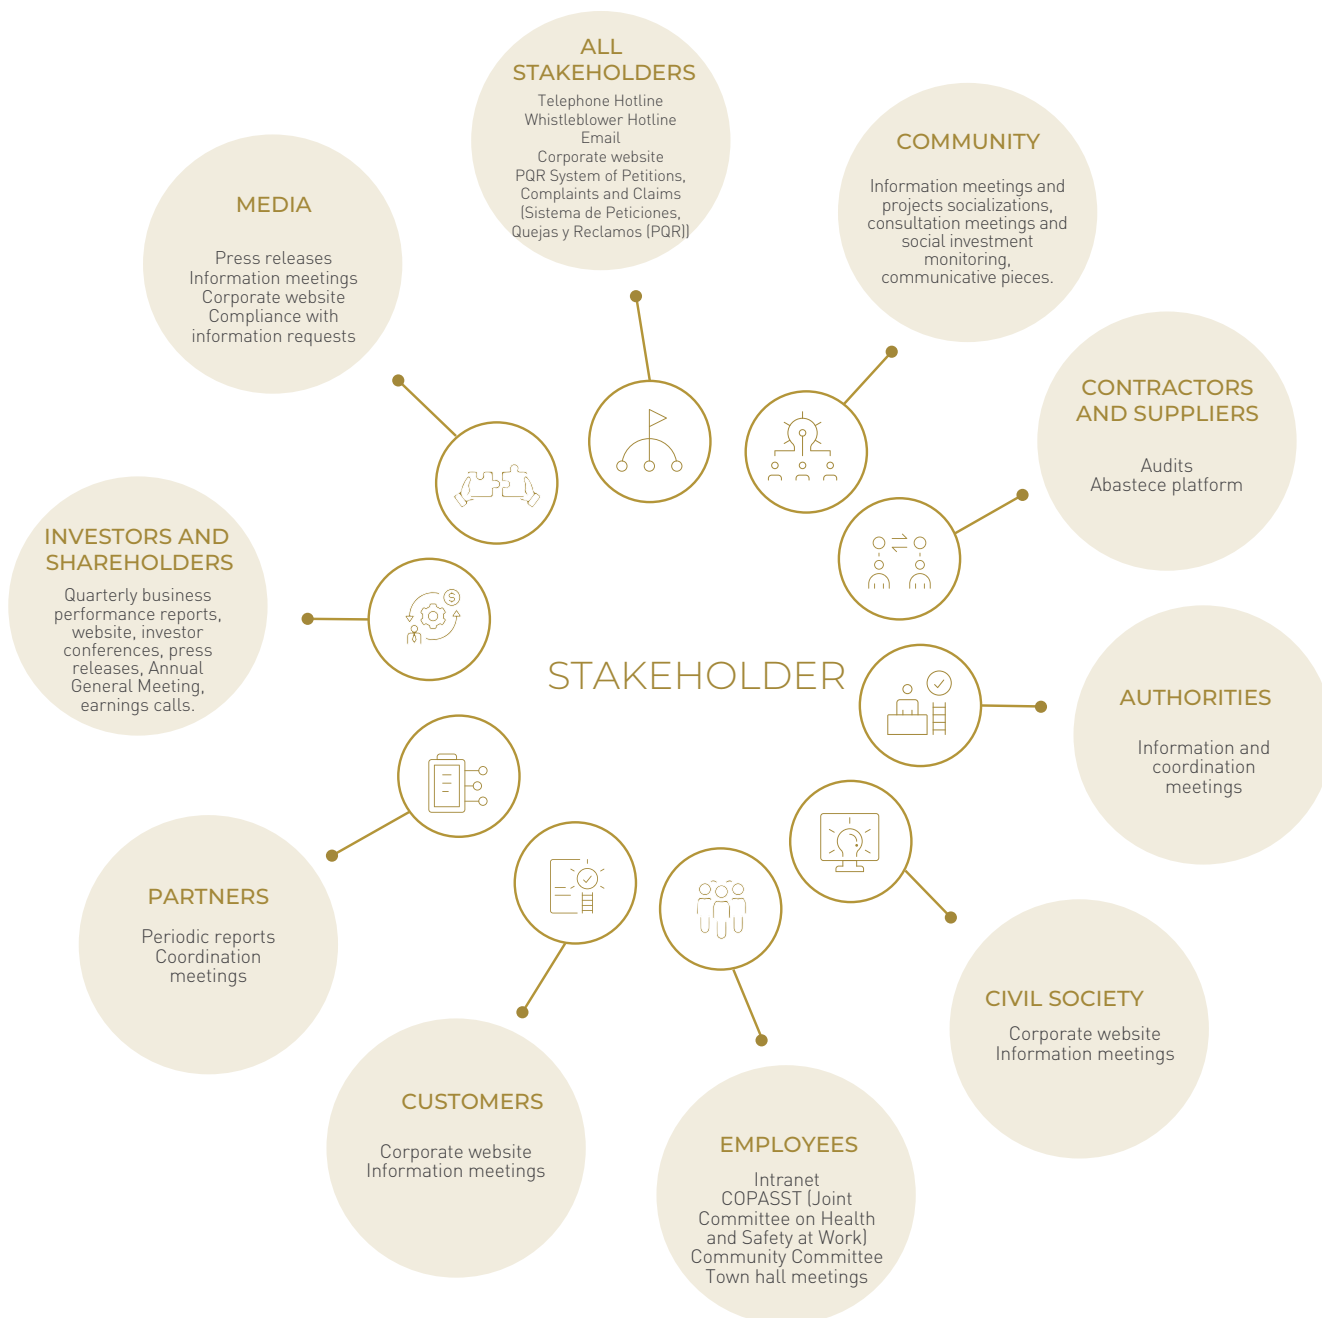 ALL
STAKEHOLDERS
Telephone Hotline
Whistleblower Hotline
Email
Corporate website
PQR System of Petitions,
Complaints and Claims
(Sistema de Peticiones,
Quejas y Reclamos (PQR))
COMMUNITY
Information meetings and
projects socializations,
consultation meetings and
social investment
monitoring,
communicative pieces.
CONTRACTORS
AND SUPPLIERS
Audits
Abastece platform
AUTHORITIES
Information and
coordination
meetings
CIVIL SOCIETY
Corporate website
Information meetings
EMPLOYEES
Intranet
COPASST (Joint
Committee on Health
and Safety at Work)
Community Committee
Town hall meetings
CUSTOMERS
Corporate website
Information meetings
PARTNERS
Periodic reports
Coordination
meetings
INVESTORS AND
SHAREHOLDERS
Quarterly business
performance reports,
website, investor
conferences, press
releases, Annual
General Meeting,
earnings calls.
MEDIA
Press releases
Information meetings
Corporate website
Compliance with
information requests
STAKEHOLDER
$